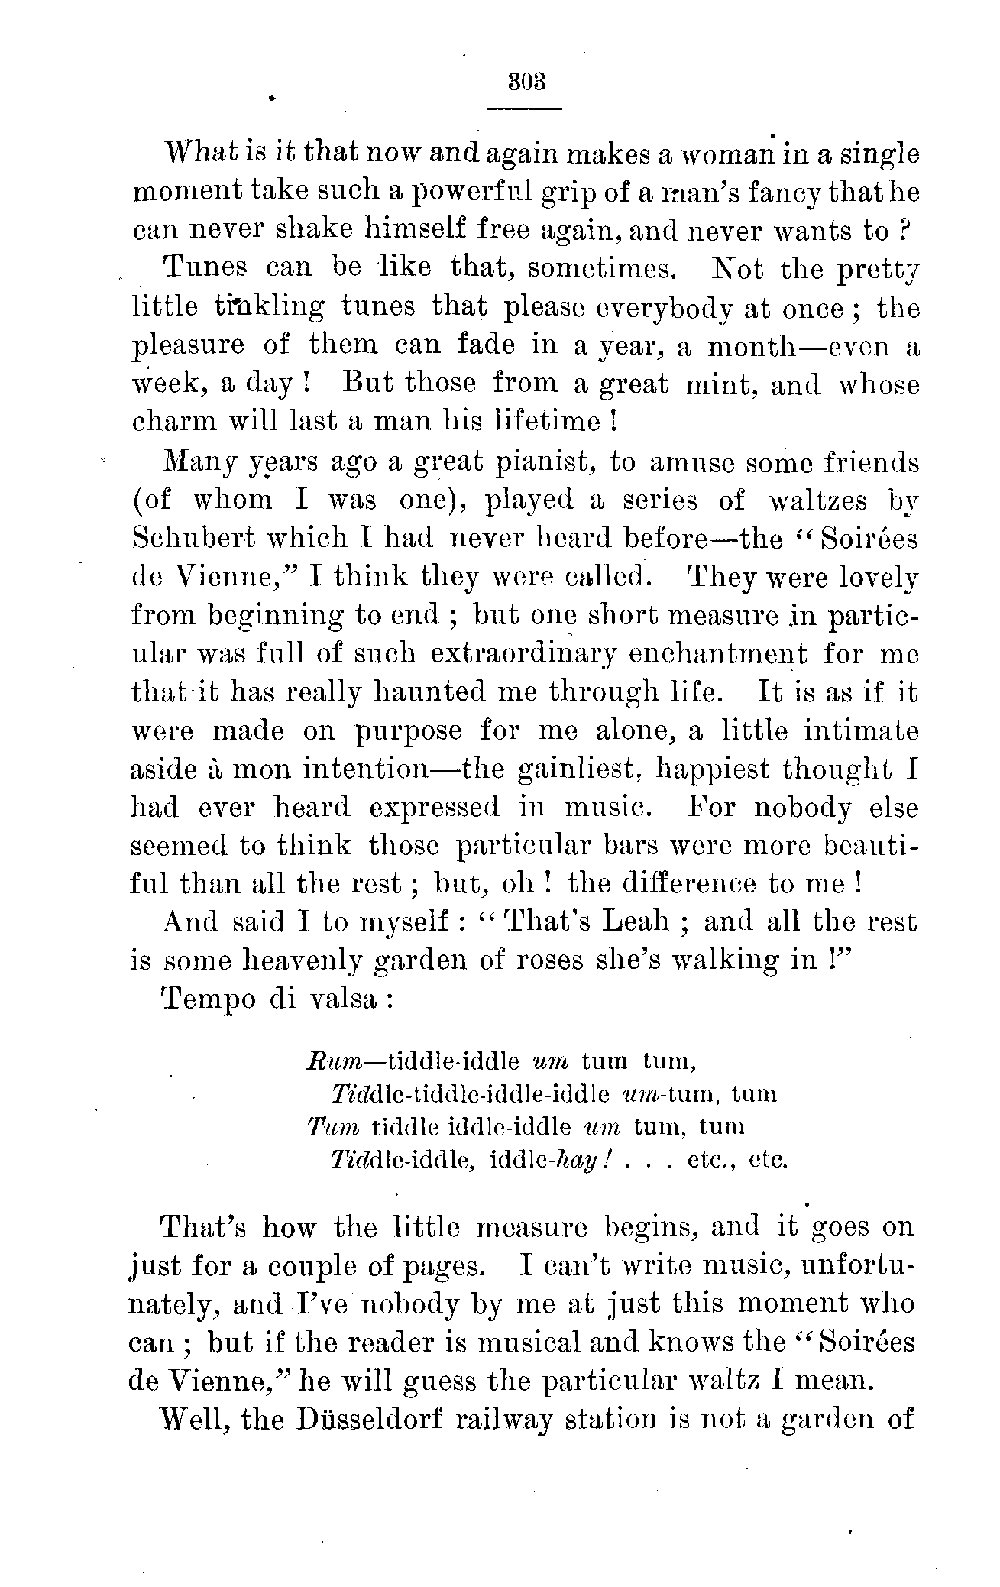 303
What is it that now and again makes a woman in a single
moment take such a powerful grip of a man's fancy that he
can never shake himself free again, and never wants to ?
Tunes can be like that, sometimes. Not the pretty
little tinkling tunes that please everybody at once ; the
pleasure of them can fade in a year, a month—even a
week, a day ! But those from a great mint, and whose
charm will last a man his lifetime !
Many years ago a great pianist, to amuse some friends
(of whom I was one), played a series of waltzes by
Schubert which I had never heard before—the “ Soirées
de Vienne,” I think they were called. They were lovely
from beginning to end ; but one short measure in partic-
ular was full of such extraordinary enchantment for me
that it has really haunted me through life. It is as if it
were made on purpose for me alone, a little intimate
aside à mon intention—the gainliest, happiest thought I
had ever heard expressed in music. For nobody else
seemed to think those particular bars were more beauti-
ful than all the rest ; but, oh ! the difference to me !
And said I to myself : “ That's Leah ; and all the rest
is some heavenly garden of roses she's walking in !”
Tempo di valsa :
Rum—tiddle-iddle um tum tum,
Tiddle-tiddle-iddle-iddle um-tum, tum
Tum tiddle iddle-iddle um tum, tum
Tiddle-iddle, iddle-hay ! . . . etc., etc.
That's how the little measure begins, and it goes on
just for a couple of pages. I can't write music, unfortu-
nately, and I've nobody by me at just this moment who
can ; but if the reader is musical and knows the “ Soirées
de Vienne,” he will guess the particular waltz I mean.
Well, the Düsseldorf railway station is not a garden of